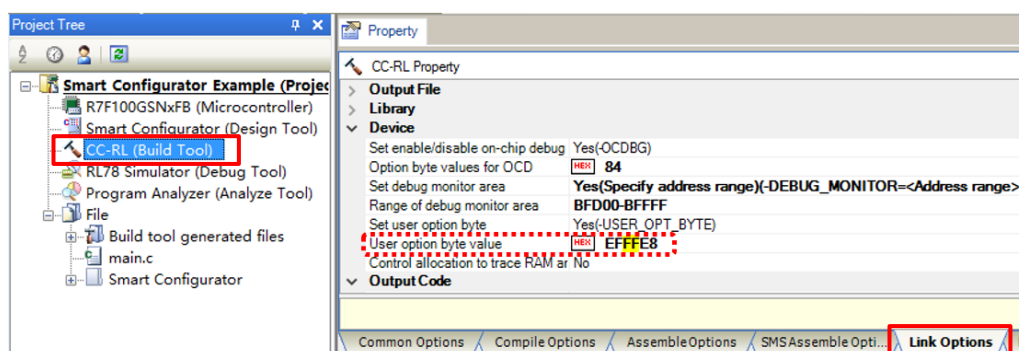 Project Tree
Smart Configurator Example (Projec
R7F100GSNxFB (Microcontroller)
Smart Configurator (Design Tool)
CC-RL (Build Tool)
RL78 Simulator (Debug Tool)
Program Analyzer (Analyze Tool)
File
Build tool generated files
main.c
Smart Configurator
Property
CC-RL Property
Output File
Library
Device
Set enable/disable on-chip debug Yes(-OCDBG)
Option byte values for OCD HEX 84
Set debug monitor area Yes(Specify address range)(-DEBUG_MONITOR=<Address range>
Range of debug monitor area BFD00-BFFFF
Set user option byte Yes(-USER_OPT_BYTE)
User option byte value HEX EFFFE8
Control allocation to trace RAM ar No
Output Code
Common Options Compile Options Assemble Options SMS Assemble Opti... Link Options